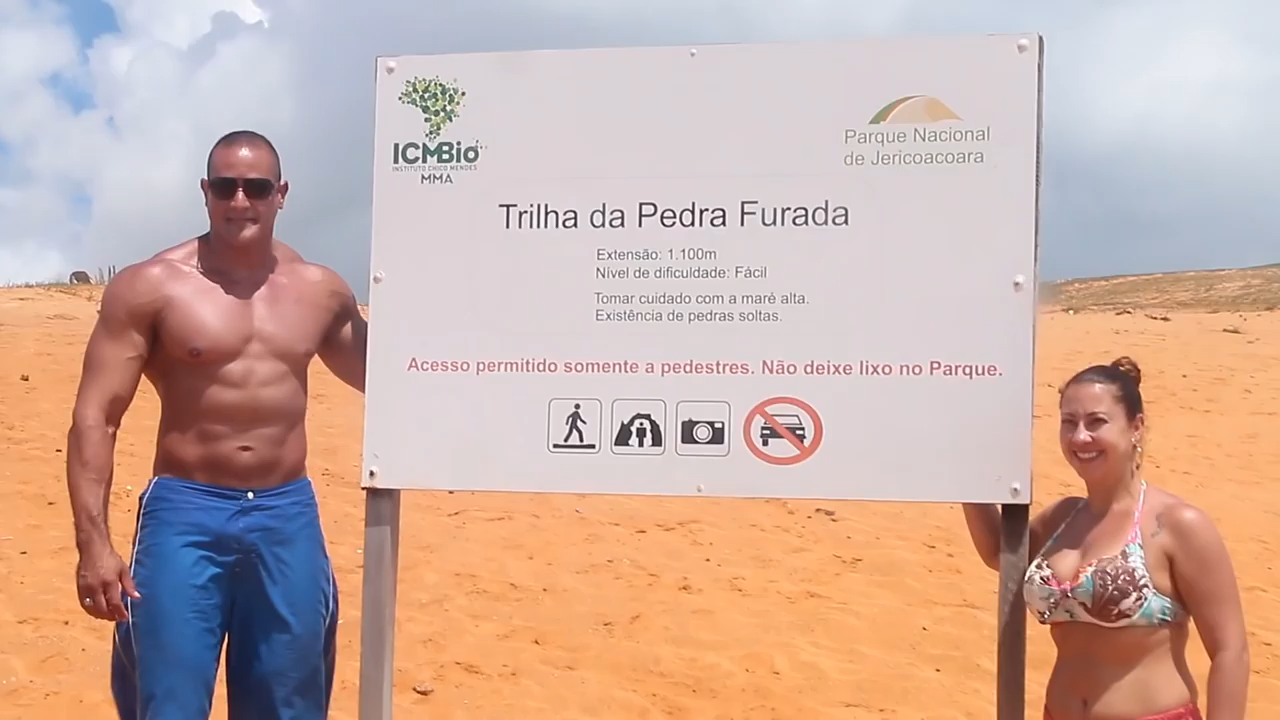 ICMBio
INSTITUTO CHICO MENDES
MMA
Parque Nacional
de Jericoacoara
Trilha da Pedra Furada
Extensão: 1.100m
Nível de dificuldade: Fácil
Tomar cuidado com a maré alta.
Existência de pedras soltas.
Acesso permitido somente a pedestres. Não deixe lixo no Parque.